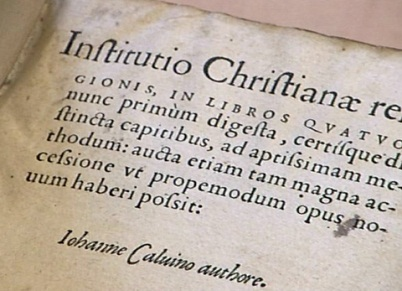 Inſtitutio Chriſtianæ re
GIONIS, IN LIBROS QVATVO
nunc primùm digeſta, certiſque di
ſtincta capitibus, ad aptiſsimam me-
thodum: aucta etiam tam magna ac-
ceſsione vt propemodum opus no-
uum haberi poſsit:
Iohanne Caluino authore.